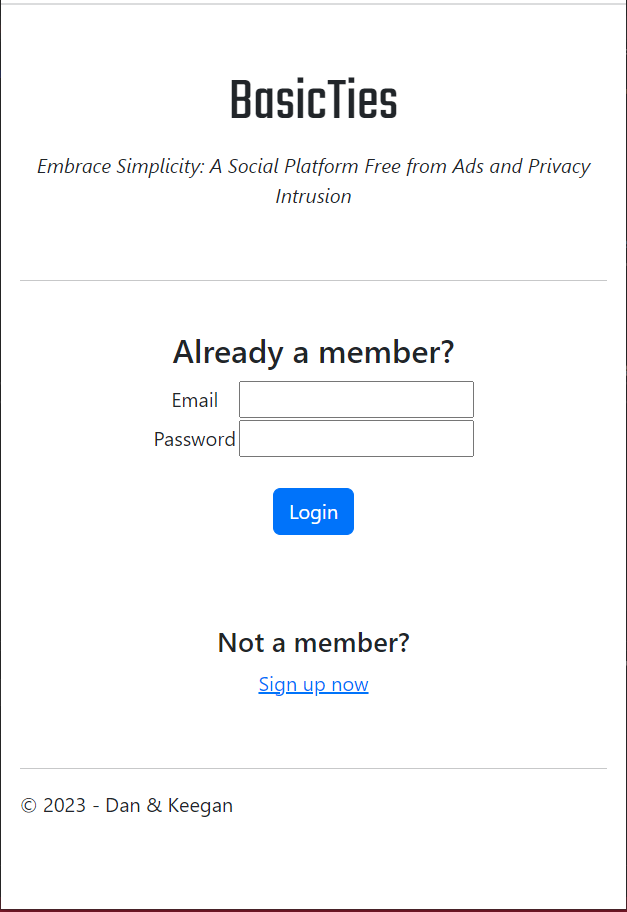 BasicTies
Embrace Simplicity: A Social Platform Free from Ads and Privacy
Intrusion
Already a member?
Email
Password
Login
Not a member?
Sign up now
© 2023 - Dan & Keegan